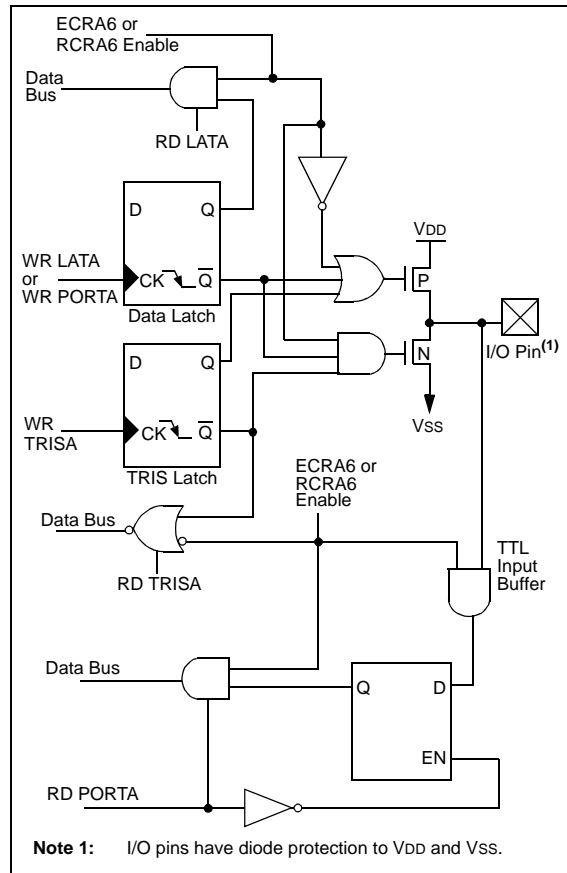 ECRA6 or
RCRA6 Enable
Data
Bus
RD LATA
D
Q
VDD
WR LATA
or
WR PORTA
CK
Q
P
Data Latch
I/O Pin(1)
D
Q
N
WR
TRISA
CK
Q
VSS
TRIS Latch
ECRA6 or
RCRA6
Enable
Data Bus
TTL
Input
Buffer
RD TRISA
Data Bus
Q
D
EN
RD PORTA
Note 1: I/O pins have diode protection to VDD and VSS.